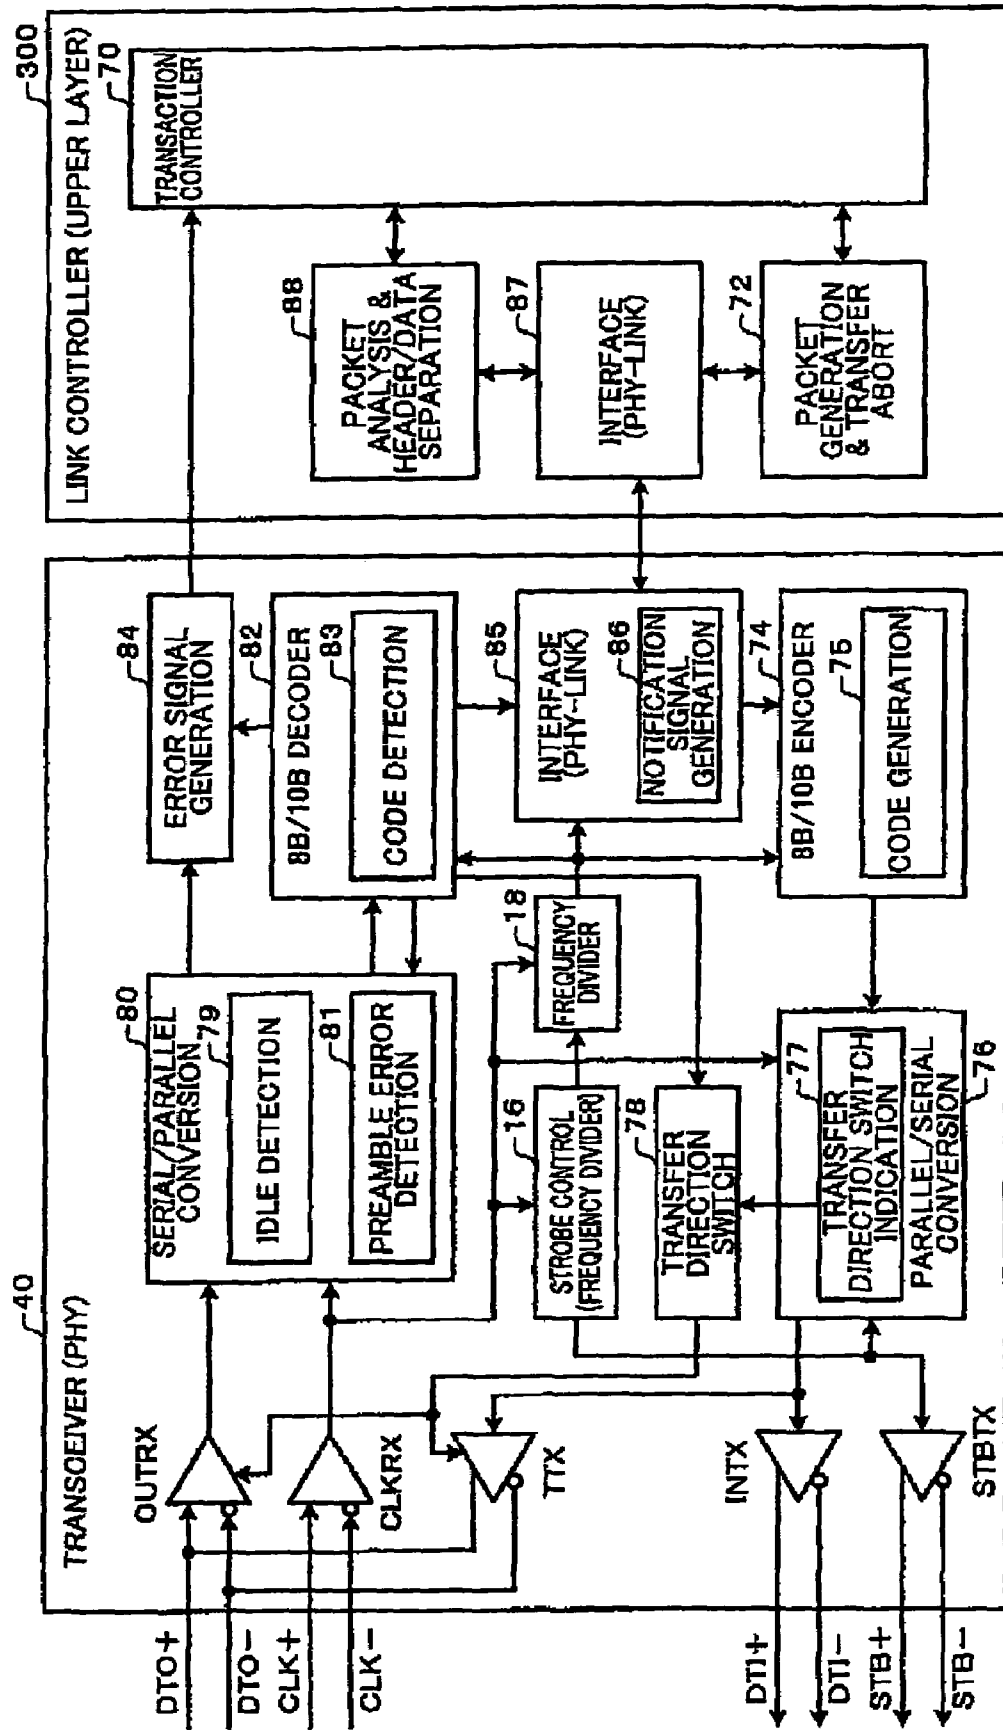 40
TRANSCEIVER (PHY)
300
LINK CONTROLLER (UPPER LAYER)
DTO+
DTO-
CLK+
CLK-
DTI+
DTI-
STB+
STB-
OUTRX
CLKRX
TTX
INTX
STBTX
80
SERIAL/PARALLEL
CONVERSION
79
IDLE DETECTION
81
PREAMBLE ERROR
DETECTION
16
STROBE CONTROL
(FREQUENCY DIVIDER)
18
FREQUENCY
DIVIDER
78
TRANSFER
DIRECTION
SWITCH
77
TRANSFER
DIRECTION SWITCH
INDICATION
PARALLEL/SERIAL
CONVERSION
76
84
ERROR SIGNAL
GENERATION
82
8B/10B DECODER
83
CODE DETECTION
85
INTERFACE
(PHY-LINK)
86
NOTIFICATION
SIGNAL
GENERATION
74
8B/10B ENCODER
75
CODE GENERATION
88
PACKET
ANALYSIS &
HEADER/DATA
SEPARATION
87
INTERFACE
(PHY-LINK)
72
PACKET
GENERATION
& TRANSFER
ABORT
70
TRANSACTION
CONTROLLER